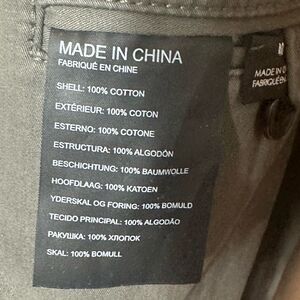 MADE IN CHINA
FABRIQUÉ EN CHINE
SHELL: 100% COTTON
EXTÉRIEUR: 100% COTON
ESTERNO: 100% COTONE
ESTRUCTURA: 100% ALGODÓN
BESCHICHTUNG: 100% BAUMWOLLE
HOOFDLAAG: 100% KATOEN
YDERSKAL OG FORING: 100% BOMULD
TECIDO PRINCIPAL: 100% ALGODÃO
РАКУШКА: 100% ХЛОПОК
SKAL: 100% BOMULL
MADE IN
FABRIQUÉ EN